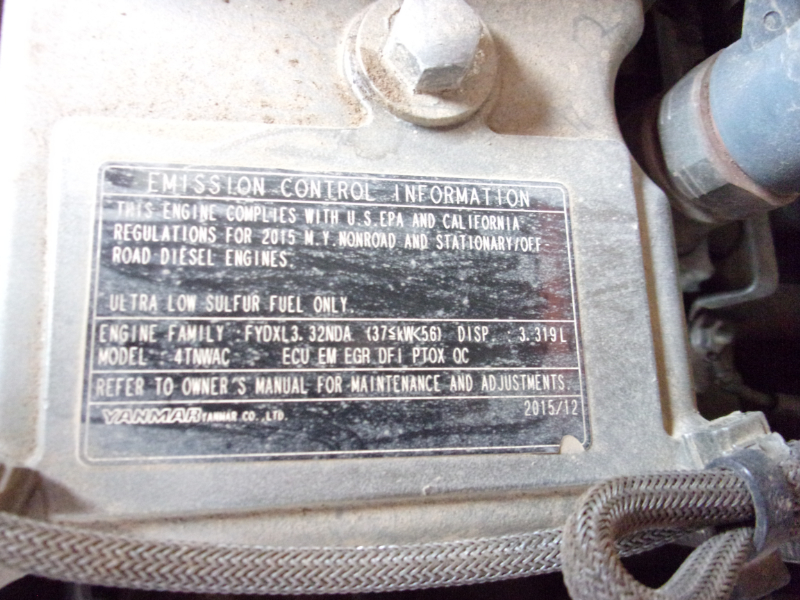 EMISSION CONTROL INFORMATION
THIS ENGINE COMPLIES WITH U.S.EPA AND CALIFORNIA
REGULATIONS FOR 2015 M.Y.NONROAD AND STATIONARY/OFF-
ROAD DIESEL ENGINES.
ULTRA LOW SULFUR FUEL ONLY.
ENGINE FAMILY : FYDXL3.32NDA (37≤kW<56) DISP : 3.319L
MODEL : 4TNWAC ECU EM EGR DFI PTOX OC
REFER TO OWNER'S MANUAL FOR MAINTENANCE AND ADJUSTMENTS.
YANMAR YANMAR CO.,LTD. 2015/12